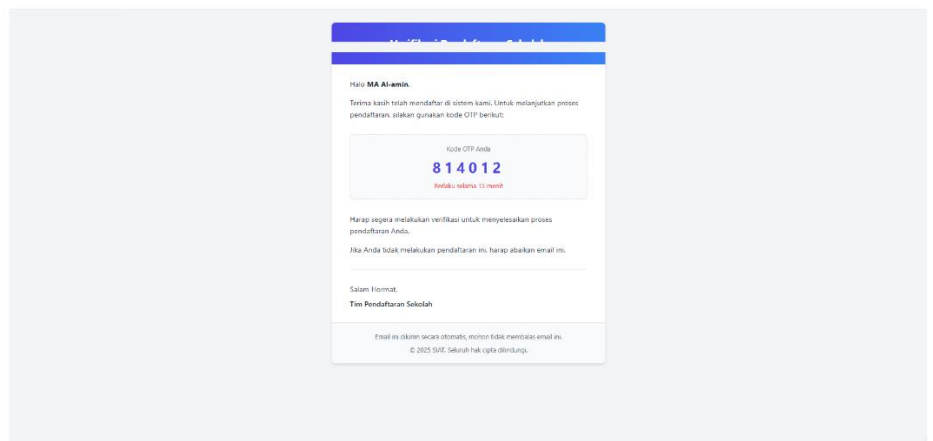 Halo MA Al-amin,
Terima kasih telah mendaftar di sistem kami. Untuk melanjutkan proses
pendaftaran, silakan gunakan kode OTP berikut:
Kode OTP Anda
814012
Berlaku selama 15 menit
Harap segera melakukan verifikasi untuk menyelesaikan proses
pendaftaran Anda.
Jika Anda tidak melakukan pendaftaran ini, harap abaikan email ini.
Salam Hormat,
Tim Pendaftaran Sekolah
Email ini dikirim secara otomatis, mohon tidak membalas email ini.
© 2025 SIAT. Seluruh hak cipta dilindungi.